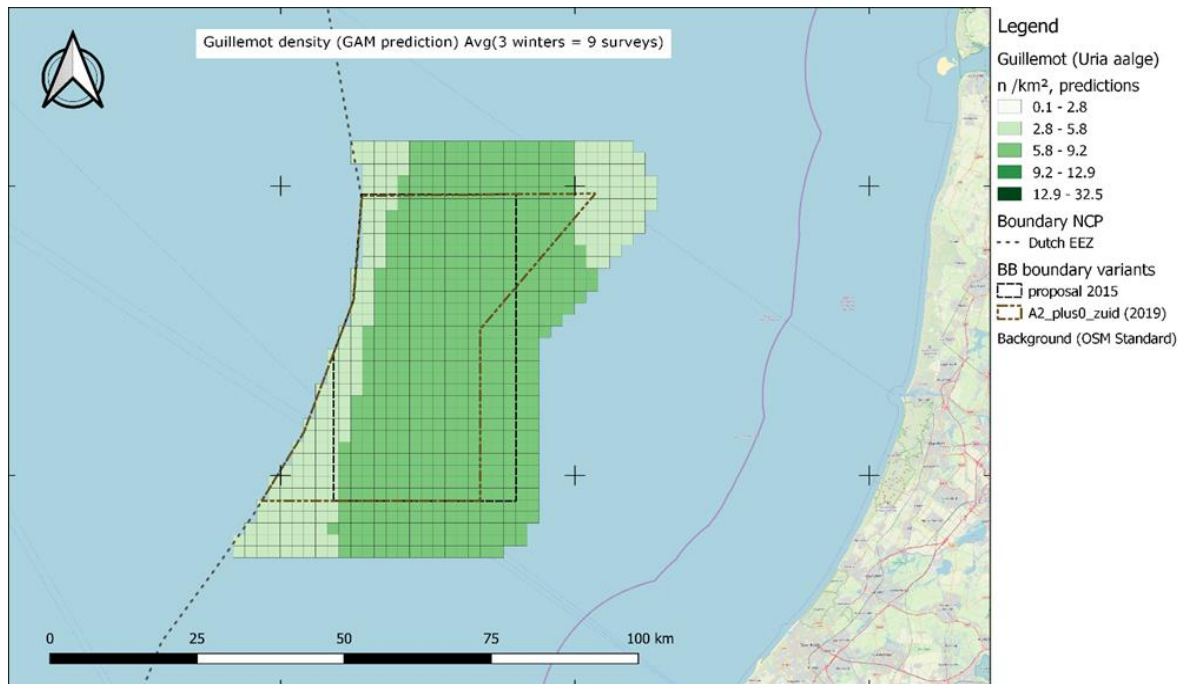 Guillemot density (GAM prediction) Avg(3 winters = 9 surveys)
Legend
Guillemot (Uria aalge)
n /km², predictions
0.1 - 2.8
2.8 - 5.8
5.8 - 9.2
9.2 - 12.9
12.9 - 32.5
Boundary NCP
Dutch EEZ
BB boundary variants
proposal 2015
A2_plus0_zuid (2019)
Background (OSM Standard)
0 25 50 75 100 km